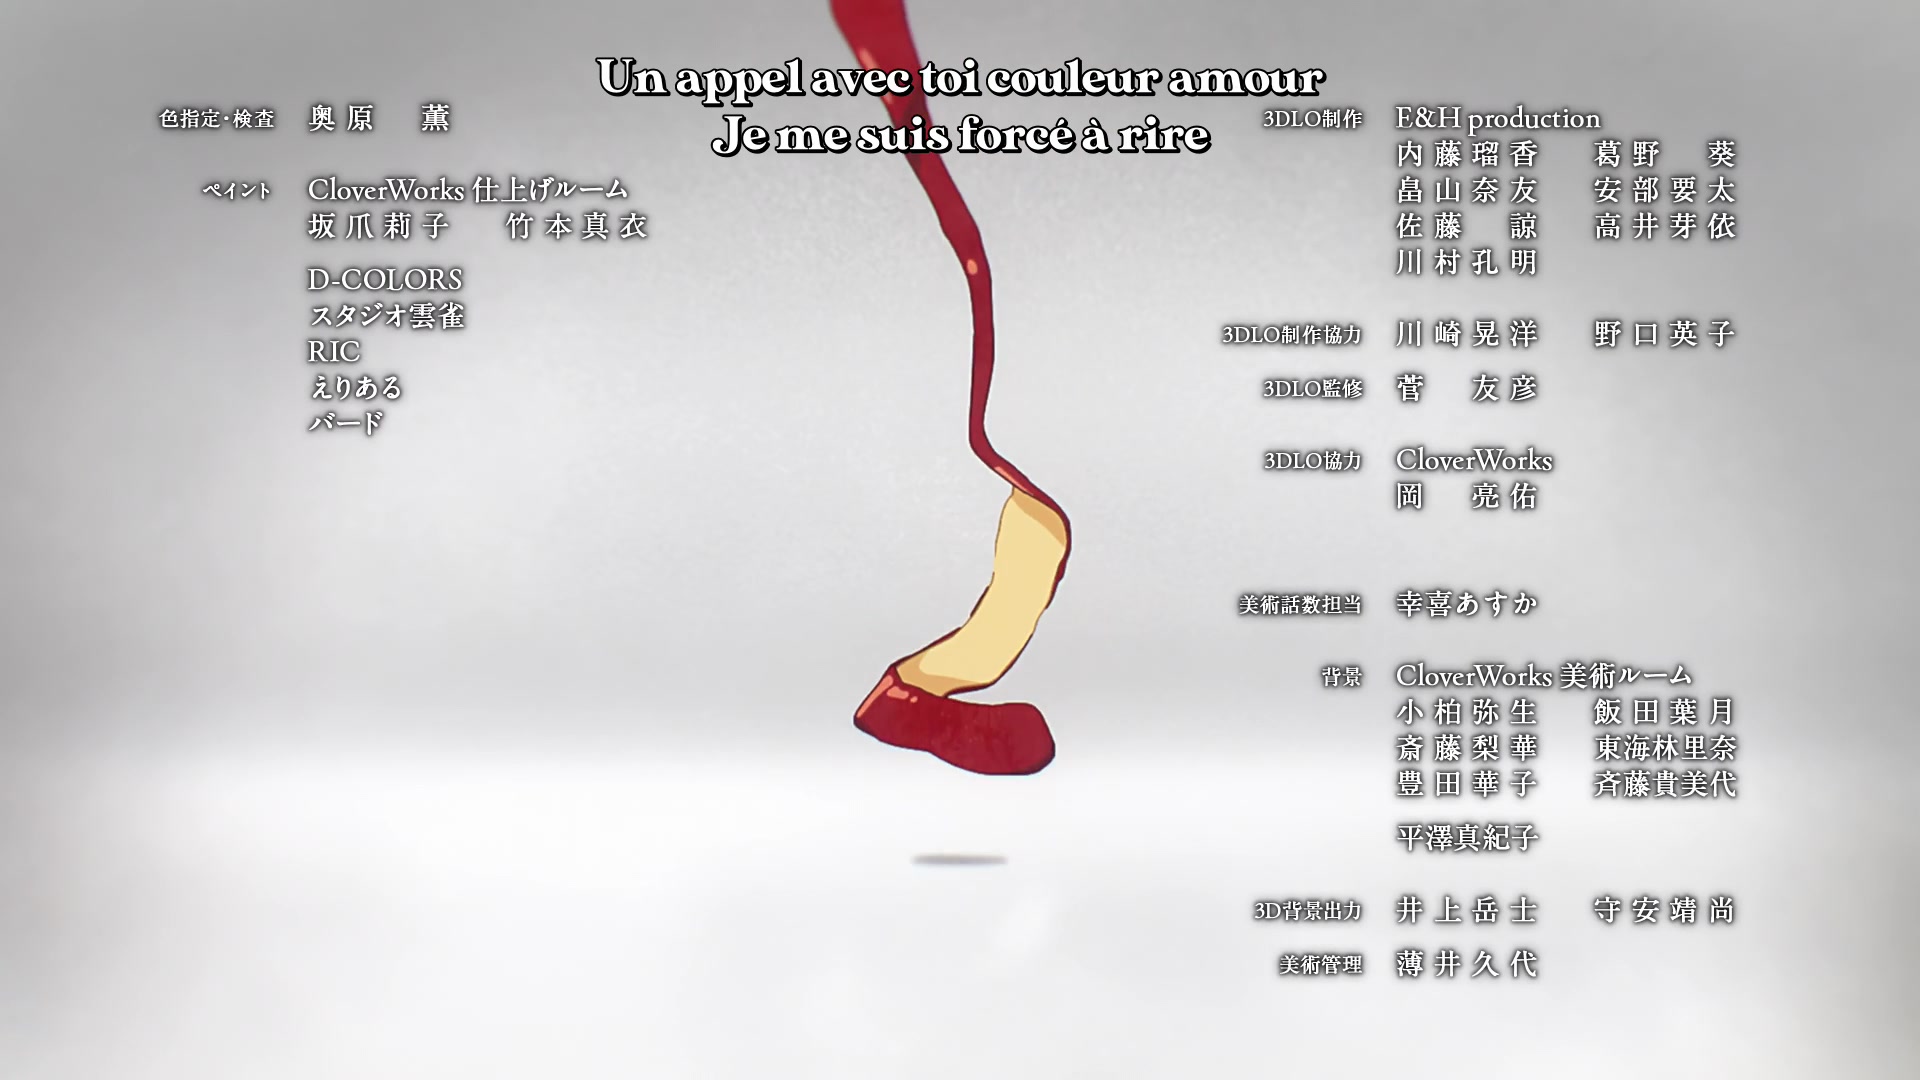 Un appel avec toi couleur amour
Je me suis forcé à rire
色指定・検査 奥原 薫
ペイント CloverWorks 仕上げルーム
坂爪莉子 竹本真衣
D-COLORS
スタジオ雲雀
RIC
えりある
バード
3DLO制作 E&H production
内藤瑠香 葛野 葵
畠山奈友 安部要太
佐藤 諒 高井芽依
川村孔明
3DLO制作協力 川崎晃洋 野口英子
3DLO監修 菅 友彦
3DLO協力 CloverWorks
岡 亮佑
美術話数担当 幸喜あすか
背景 CloverWorks 美術ルーム
小柏弥生 飯田葉月
斎藤梨華 東海林里奈
豊田華子 斉藤貴美代
平澤真紀子
3D背景出力 井上岳士 守安靖尚
美術管理 薄井久代